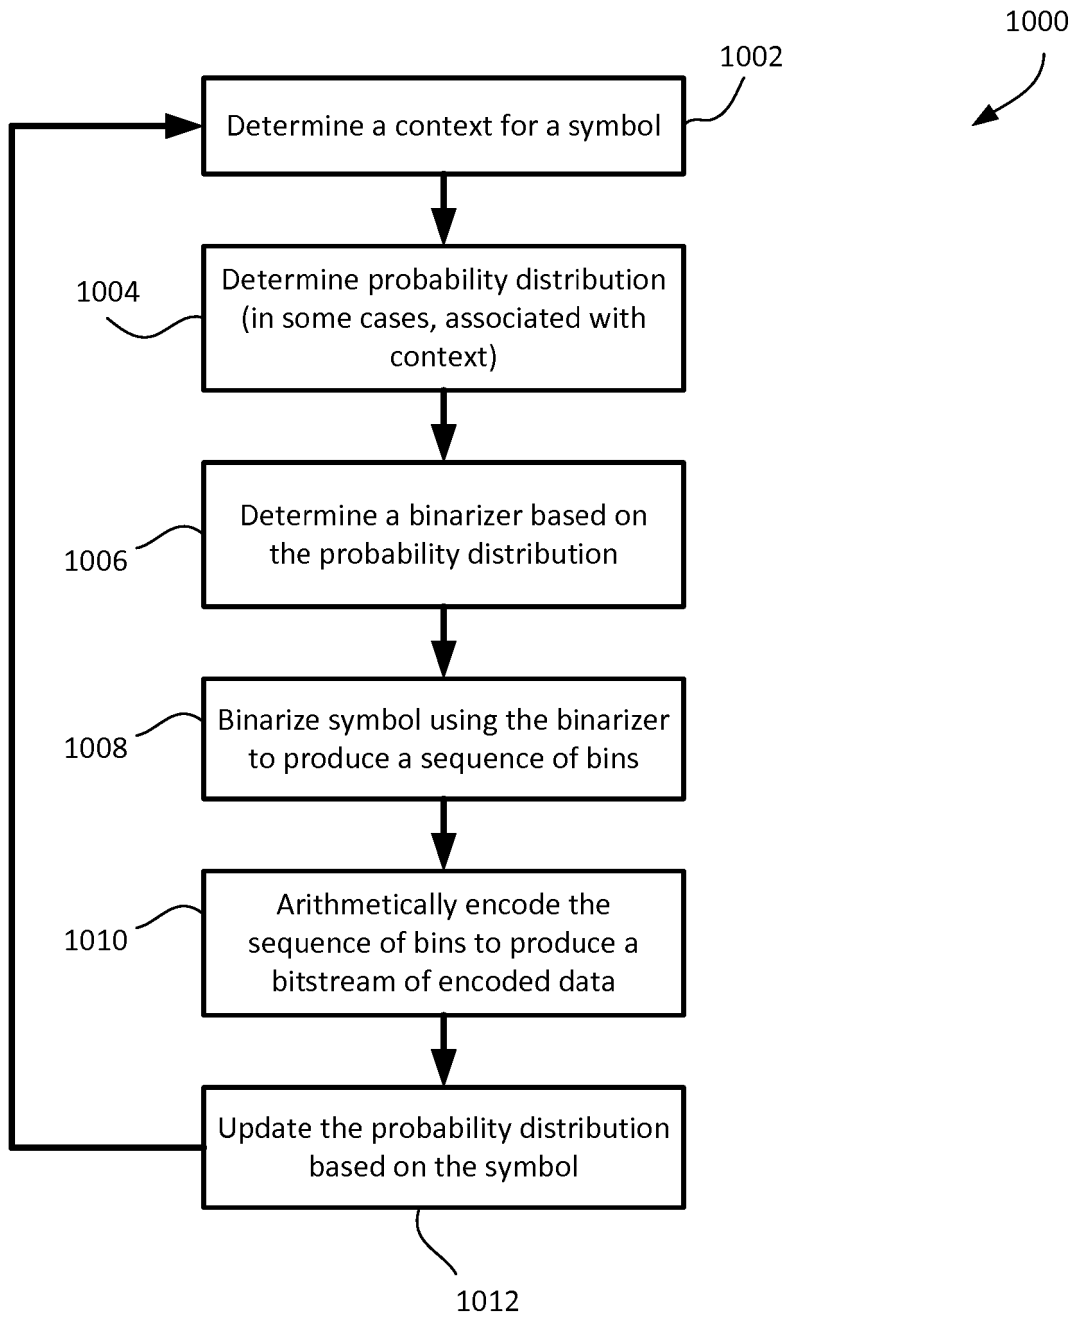 1000
1002
Determine a context for a symbol
1004
Determine probability distribution
(in some cases, associated with
context)
1006
Determine a binarizer based on
the probability distribution
1008
Binarize symbol using the binarizer
to produce a sequence of bins
1010
Arithmetically encode the
sequence of bins to produce a
bitstream of encoded data
Update the probability distribution
based on the symbol
1012